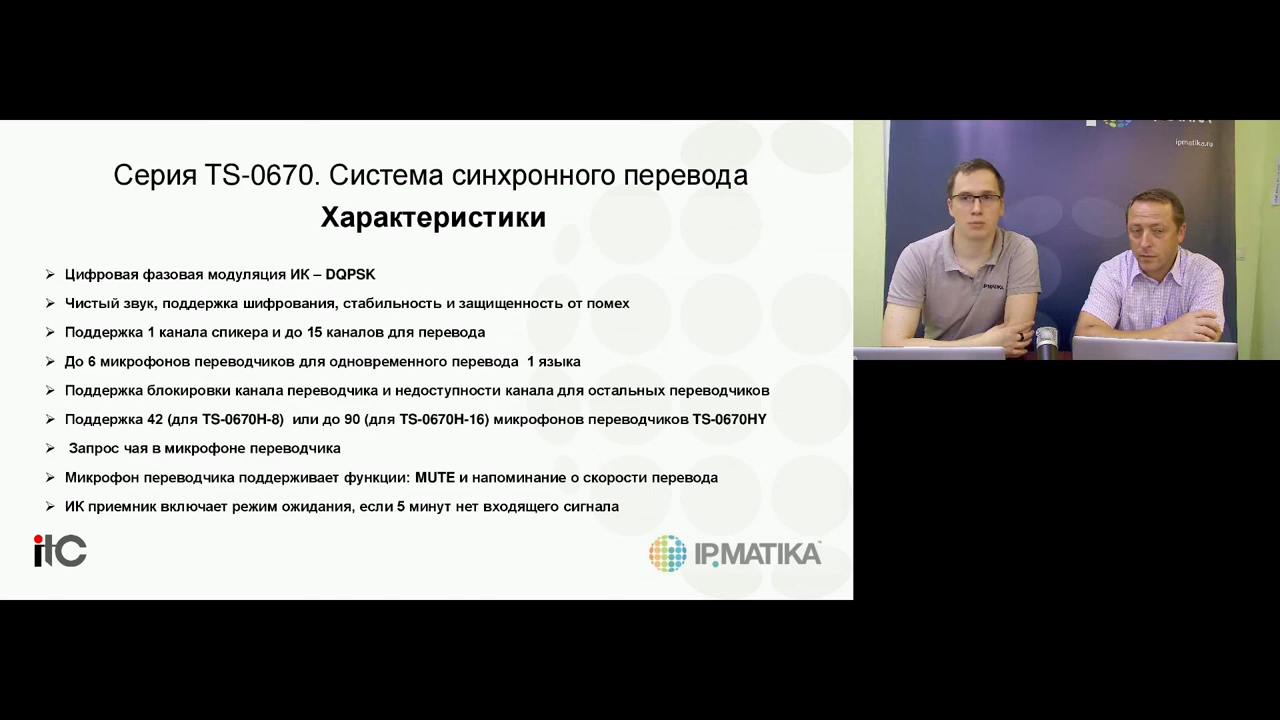 Серия TS-0670. Система синхронного перевода
Характеристики
Цифровая фазовая модуляция ИК – DQPSK
Чистый звук, поддержка шифрования, стабильность и защищенность от помех
Поддержка 1 канала спикера и до 15 каналов для перевода
До 6 микрофонов переводчиков для одновременного перевода 1 языка
Поддержка блокировки канала переводчика и недоступности канала для остальных переводчиков
Поддержка 42 (для TS-0670H-8) или до 90 (для TS-0670H-16) микрофонов переводчиков TS-0670HY
Запрос чая в микрофоне переводчика
Микрофон переводчика поддерживает функции: MUTE и напоминание о скорости перевода
ИК приемник включает режим ожидания, если 5 минут нет входящего сигнала
itC
IP.MATIKA
ipmatika.ru
IPMATIKA